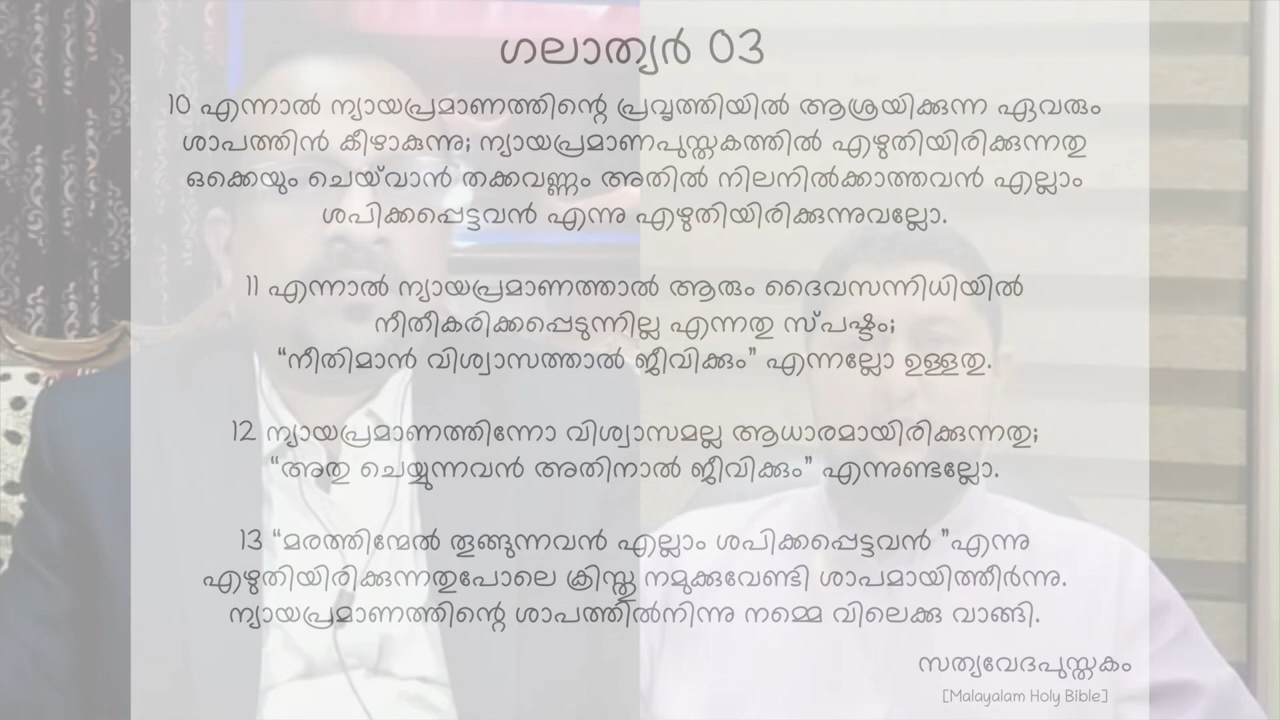 ഗലാത്യർ 03
10 എന്നാൽ ന്യായപ്രമാണത്തിന്റെ പ്രവൃത്തിയിൽ ആശ്രയിക്കുന്ന ഏവരും
ശാപത്തിൻ കീഴാകുന്നു; ന്യായപ്രമാണപുസ്തകത്തിൽ എഴുതിയിരിക്കുന്നതു
ഒക്കെയും ചെയ്‌വാൻ തക്കവണ്ണം അതിൽ നിലനിൽക്കാത്തവൻ എല്ലാം
ശപിക്കപ്പെട്ടവൻ എന്നു എഴുതിയിരിക്കുന്നുവല്ലോ.
11 എന്നാൽ ന്യായപ്രമാണത്താൽ ആരും ദൈവസന്നിധിയിൽ
നീതീകരിക്കപ്പെടുന്നില്ല എന്നതു സ്പഷ്ടം;
“നീതിമാൻ വിശ്വാസത്താൽ ജീവിക്കും” എന്നല്ലോ ഉള്ളതു.
12 ന്യായപ്രമാണത്തിന്നോ വിശ്വാസമല്ല ആധാരമായിരിക്കുന്നതു;
“അതു ചെയ്യുന്നവൻ അതിനാൽ ജീവിക്കും” എന്നുണ്ടല്ലോ.
13 “മരത്തിന്മേൽ തൂങ്ങുന്നവൻ എല്ലാം ശപിക്കപ്പെട്ടവൻ ”എന്നു
എഴുതിയിരിക്കുന്നതുപോലെ ക്രിസ്തു നമുക്കുവേണ്ടി ശാപമായിത്തീർന്നു.
ന്യായപ്രമാണത്തിന്റെ ശാപത്തിൽനിന്നു നമ്മെ വിലെക്കു വാങ്ങി.
സത്യവേദപുസ്തകം
[Malayalam Holy Bible]